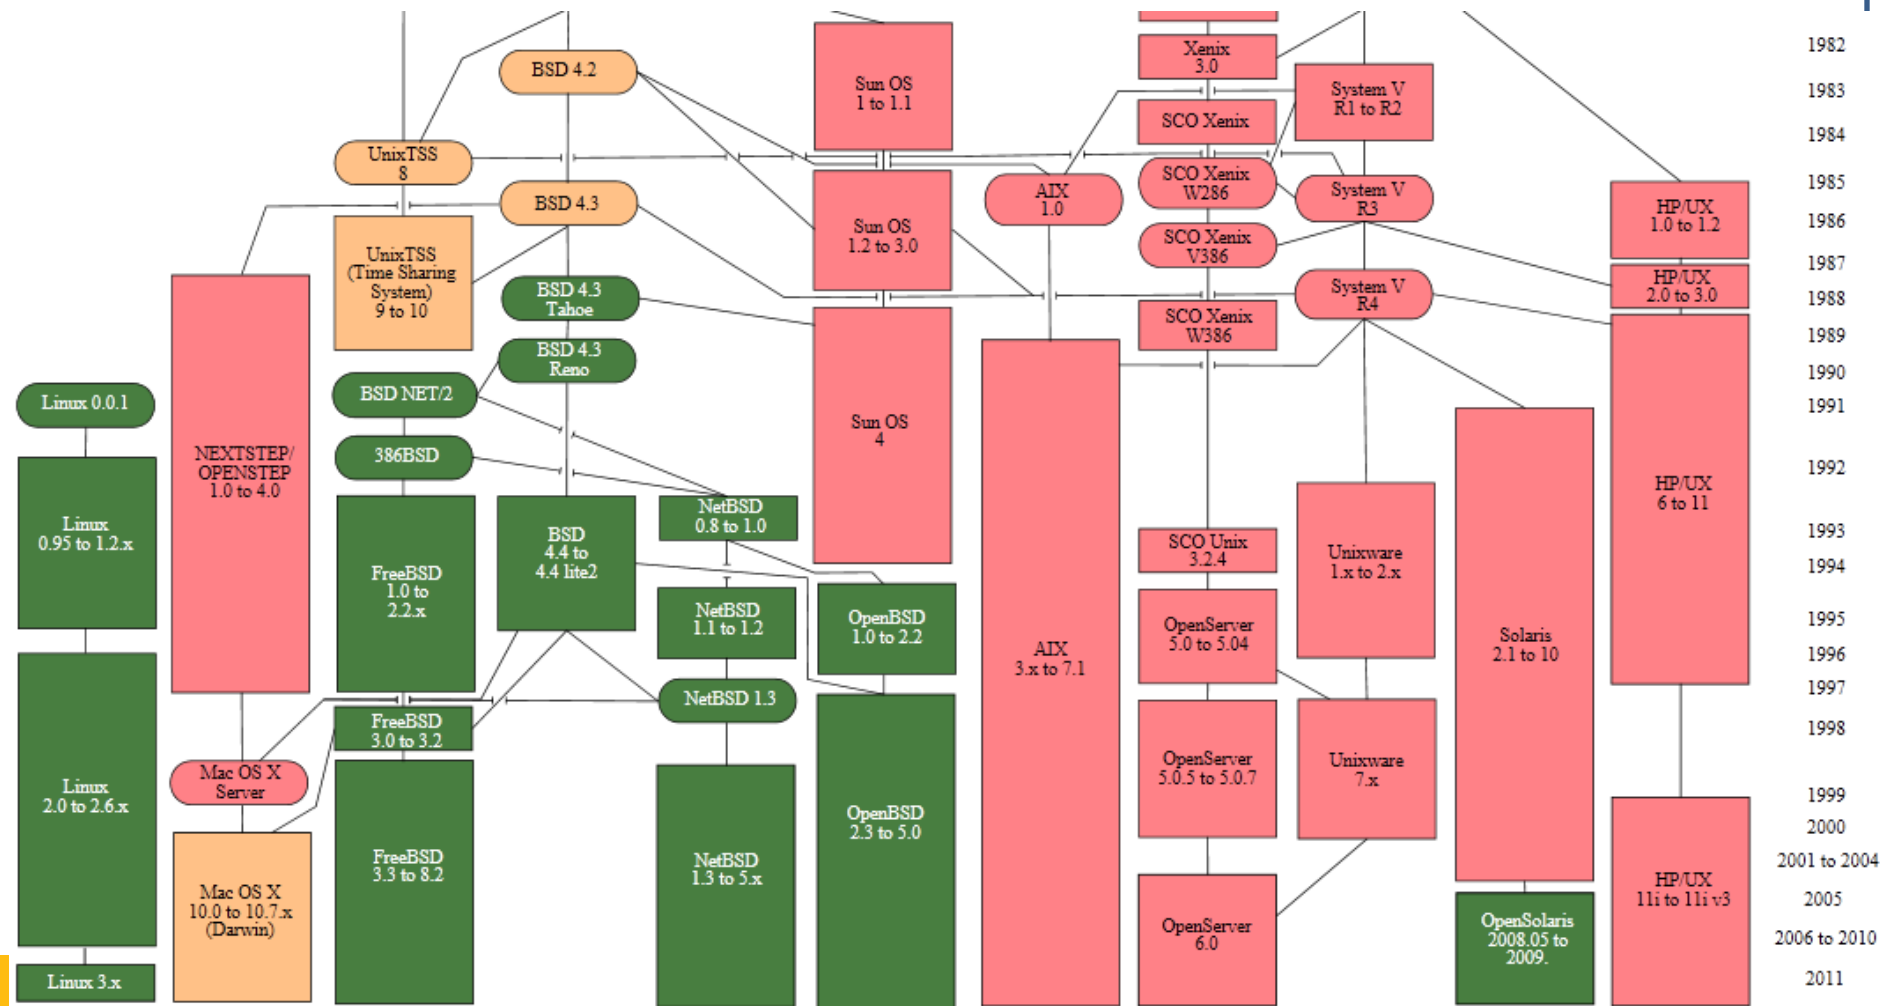 1982
BSD 4.2
Sun OS
1 to 1.1
Xenix
3.0
System V
R1 to R2
1983
SCO Xenix
1984
UnixTSS
8
BSD 4.3
Sun OS
1.2 to 3.0
AIX
1.0
SCO Xenix
W286
System V
R3
1985
HP/UX
1.0 to 1.2
1986
UnixTSS
(Time Sharing
System)
9 to 10
SCO Xenix
V386
1987
HP/UX
2.0 to 3.0
BSD 4.3
Tahoe
System V
R4
1988
SCO Xenix
W386
1989
BSD 4.3
Reno
1990
Linux 0.0.1
BSD NET/2
1991
NEXTSTEP/
OPENSTEP
1.0 to 4.0
386BSD
Sun OS
4
1992
HP/UX
6 to 11
Linux
0.95 to 1.2.x
FreeBSD
1.0 to
2.2.x
BSD
4.4 to
4.4 lite2
NetBSD
0.8 to 1.0
SCO Unix
3.2.4
Unixware
1.x to 2.x
1993
1994
NetBSD
1.1 to 1.2
OpenBSD
1.0 to 2.2
AIX
3.x to 7.1
OpenServer
5.0 to 5.04
Solaris
2.1 to 10
1995
1996
NetBSD 1.3
1997
FreeBSD
3.0 to 3.2
1998
Mac OS X
Server
Linux
2.0 to 2.6.x
OpenServer
5.0.5 to 5.0.7
Unixware
7.x
1999
OpenBSD
2.3 to 5.0
2000
FreeBSD
3.3 to 8.2
NetBSD
1.3 to 5.x
2001 to 2004
Mac OS X
10.0 to 10.7.x
(Darwin)
HP/UX
11i to 11i v3
2005
OpenServer
6.0
OpenSolaris
2008.05 to
2009.
2006 to 2010
Linux 3.x
2011